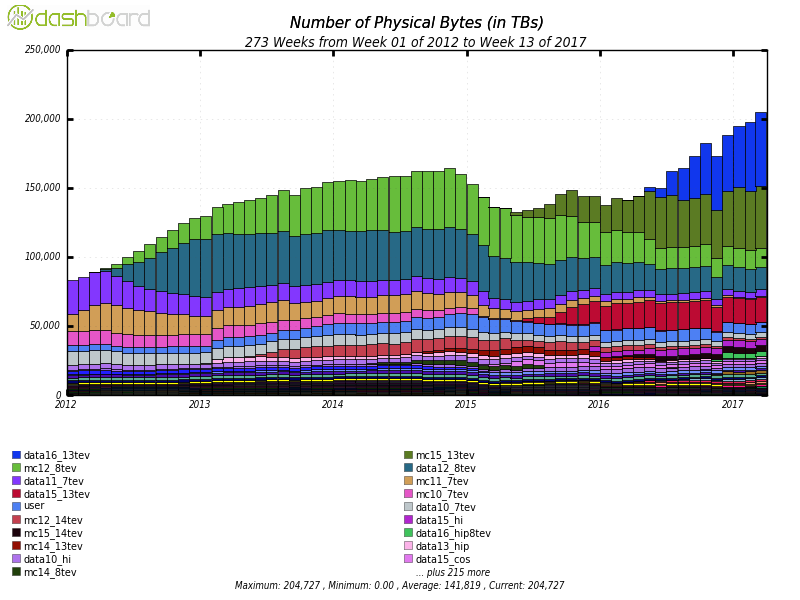 dashboard
Number of Physical Bytes (in TBs)
273 Weeks from Week 01 of 2012 to Week 13 of 2017
250,000
200,000
150,000
100,000
50,000
0
2012 2013 2014 2015 2016 2017
data16_13tev mc15_13tev
mc12_8tev data12_8tev
data11_7tev mc11_7tev
data15_13tev mc10_7tev
user data10_7tev
mc12_14tev data15_hi
mc15_14tev data16_hip8tev
mc14_13tev data13_hip
data10_hi data15_cos
mc14_8tev ... plus 215 more
Maximum: 204,727 , Minimum: 0.00 , Average: 141,819 , Current: 204,727